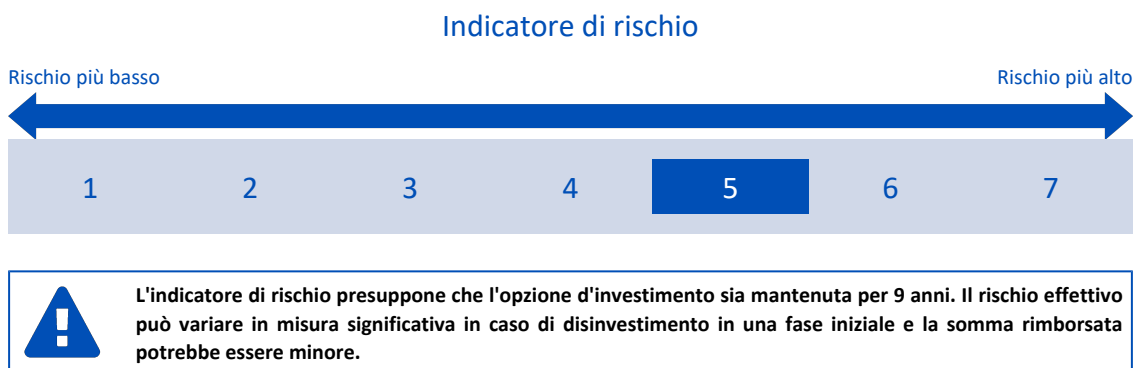 Indicatore di rischio
Rischio più basso Rischio più alto
1 2 3 4 5 6 7
L'indicatore di rischio presuppone che l'opzione d'investimento sia mantenuta per 9 anni. Il rischio effettivo
può variare in misura significativa in caso di disinvestimento in una fase iniziale e la somma rimborsata
potrebbe essere minore.